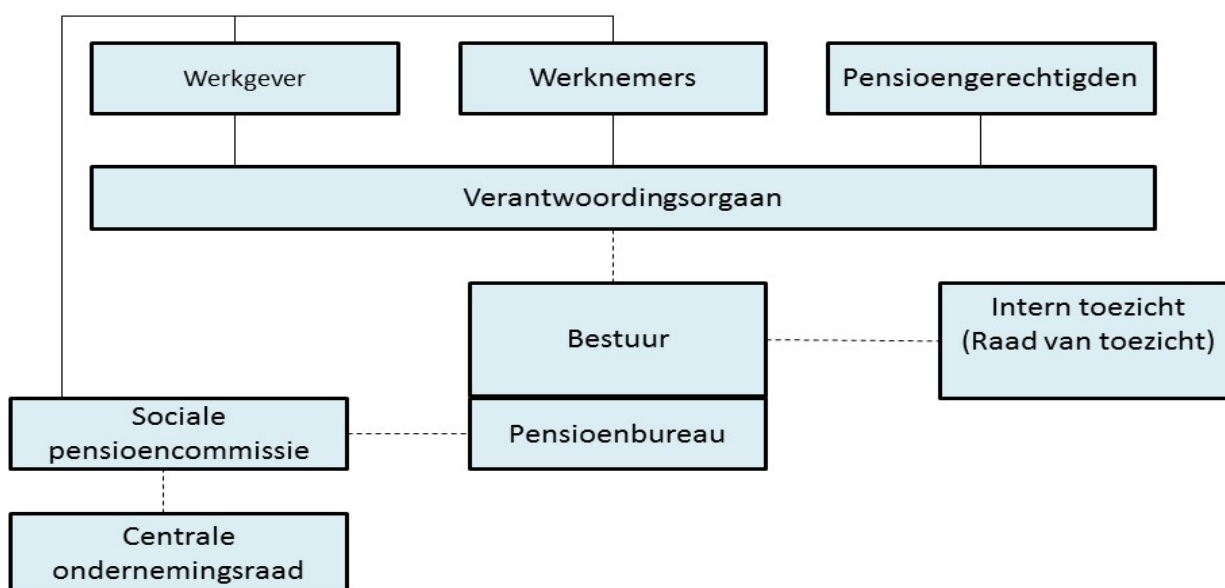 Werkgever
Werknemers
Pensioengerechtigden
Verantwoordingsorgaan
Bestuur
Intern toezicht
(Raad van toezicht)
Sociale
pensioencommissie
Pensioenbureau
Centrale
ondernemingsraad